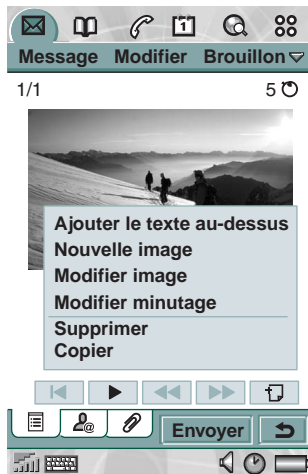 1
Message Modifier Brouillon
1/1 5
Ajouter le texte au-dessus
Nouvelle image
Modifier image
Modifier minutage
Supprimer
Copier
@
Envoyer